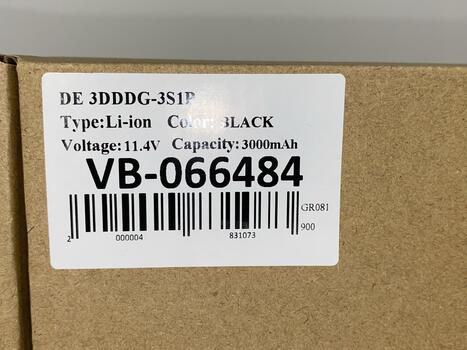 DE 3DDDG-3S1P
Type:Li-ion Color: BLACK
Voltage: 11.4V Capacity: 3000mAh
VB-066484
GR081
900
2 000004 831073